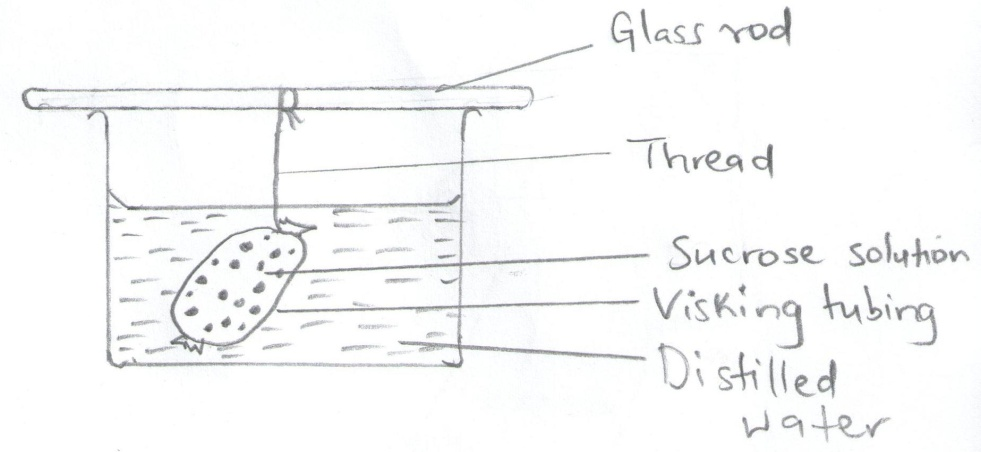 Glass rod
Thread
Sucrose solution
Visking tubing
Distilled
water